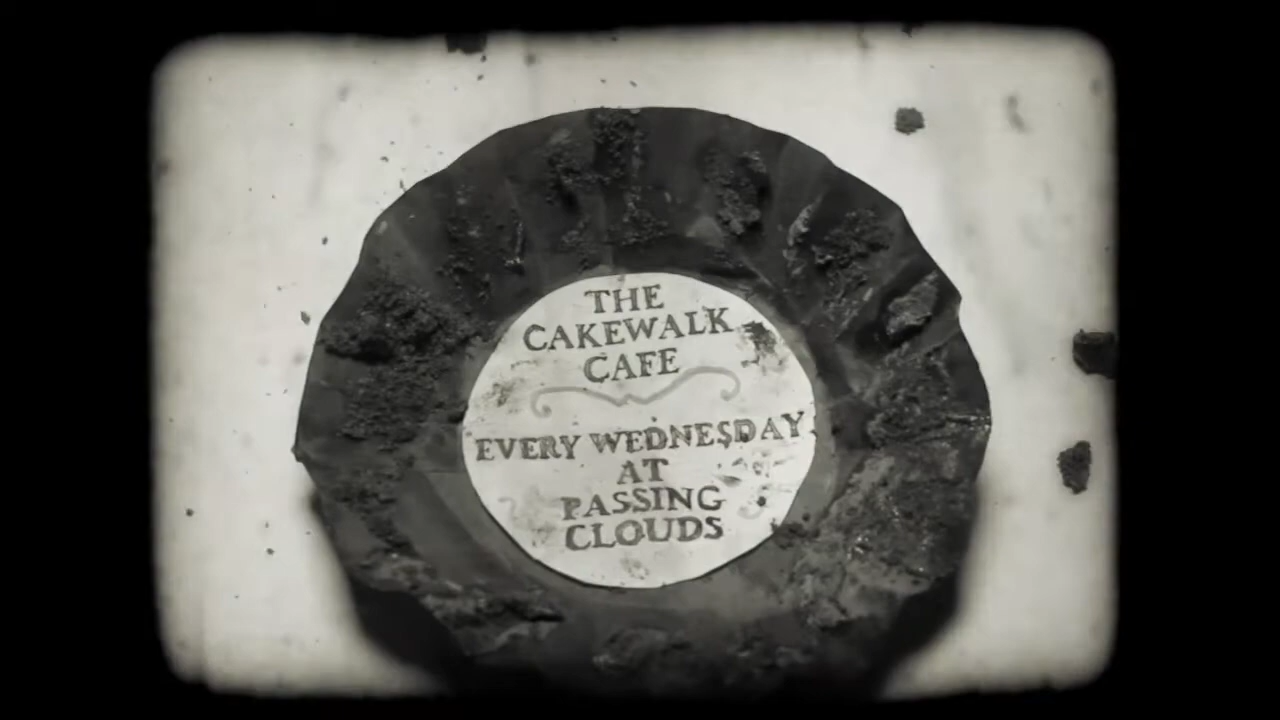 THE
CAKEWALK
CAFE
EVERY WEDNESDAY
AT
PASSING
CLOUDS